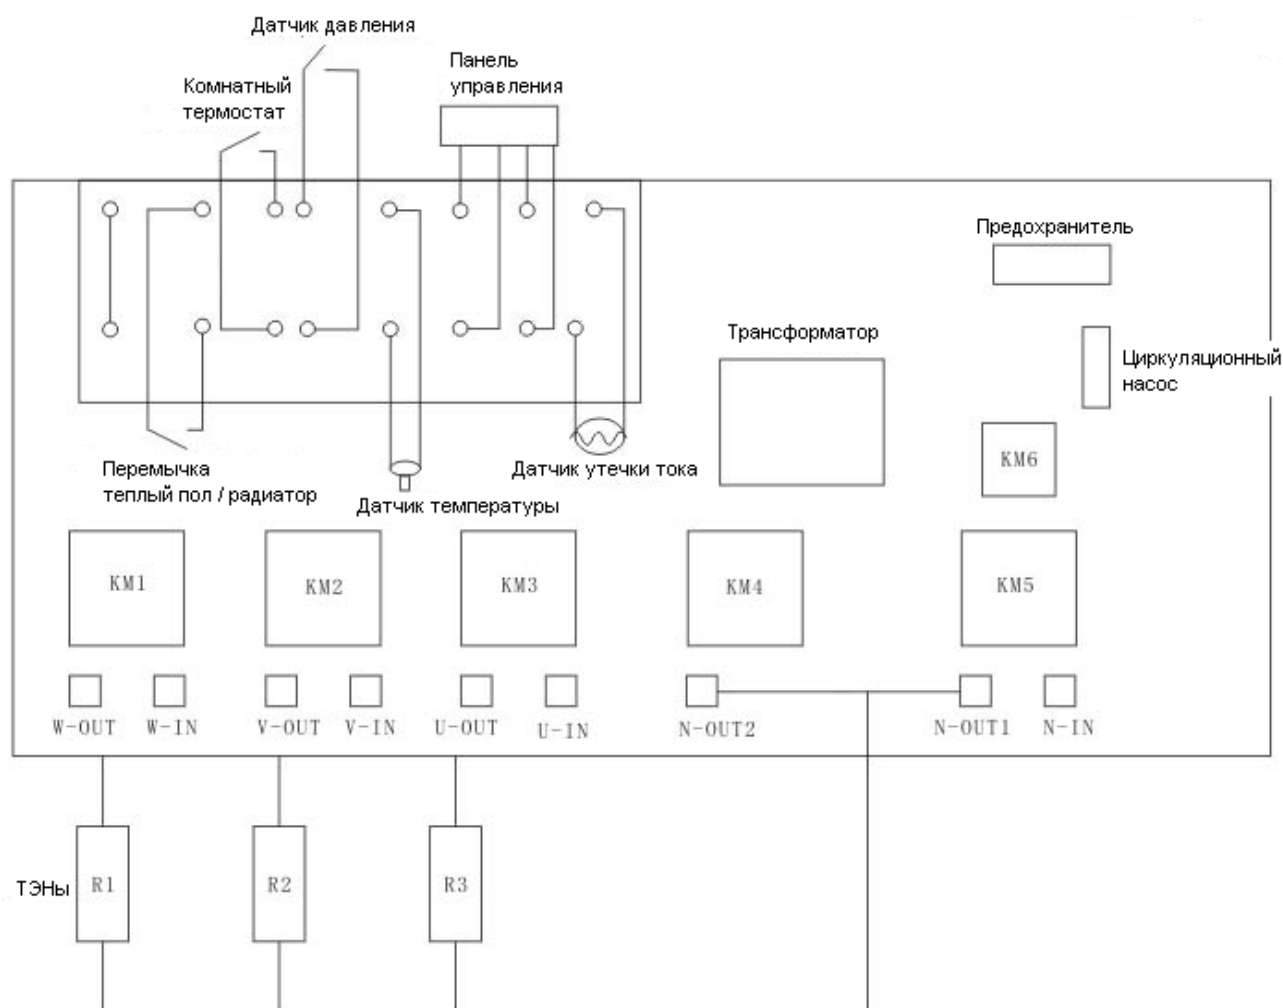 Датчик давления
Панель
управления
Комнатный
термостат
Предохранитель
Трансформатор
Циркуляционный
насос
KM6
Перемычка
теплый пол / радиатор
Датчик утечки тока
Датчик температуры
KM1
KM2
KM3
KM4
KM5
W-OUT
W-IN
V-OUT
V-IN
U-OUT
U-IN
N-OUT2
N-OUT1
N-IN
ТЭНы
R1
R2
R3